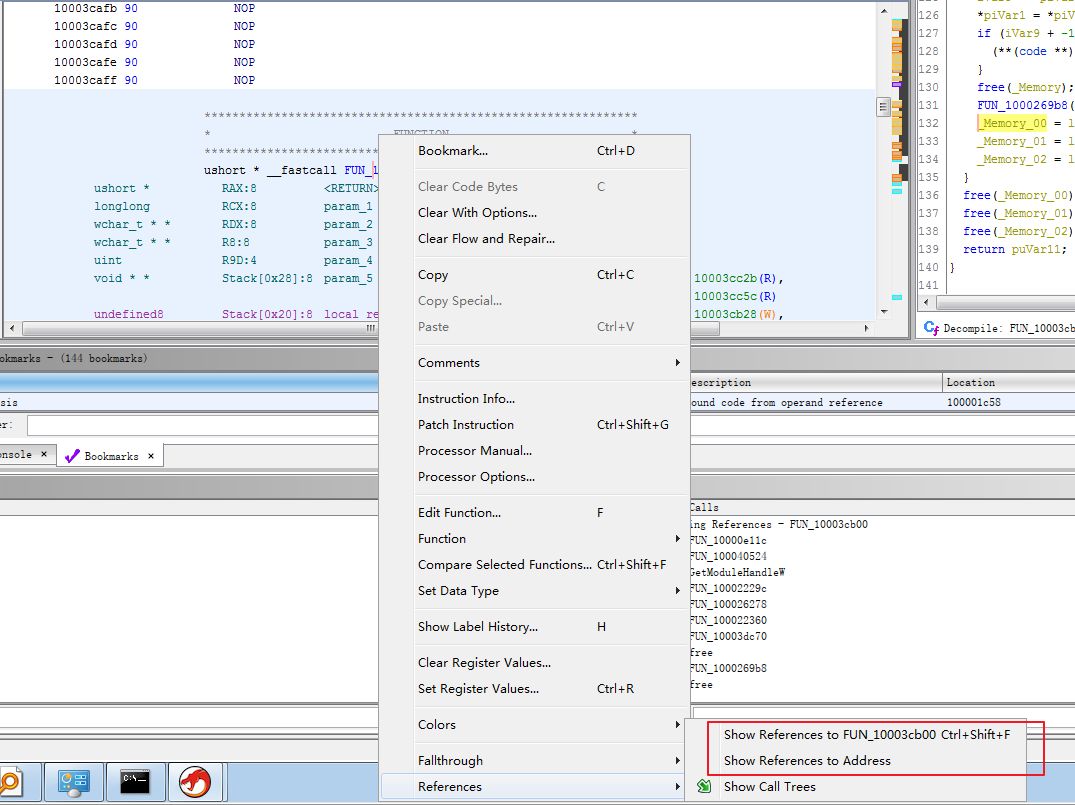 10003cafb 90 NOP
10003cafc 90 NOP
10003cafd 90 NOP
10003cafe 90 NOP
10003caff 90 NOP
**************************************************************
* FUNCTION *
ushort * __fastcall FUN_1
ushort * RAX:8 <RETURN>
longlong RCX:8 param_1
wchar_t * * RDX:8 param_2
wchar_t * * R8:8 param_3
uint R9D:4 param_4
void * * Stack[0x28]:8 param_5 10003cc2b(R),
10003cc5c(R)
undefined8 Stack[0x20]:8 local_re 10003cb28(W),
126 *piVar1 = *piV
127 if (iVar9 + -1
128 (**(code **)
129 }
130 free(_Memory);
131 FUN_1000269b8(
132 _Memory_00 = l
133 _Memory_01 = l
134 _Memory_02 = l
135 }
136 free(_Memory_00)
137 free(_Memory_01)
138 free(_Memory_02)
139 return puVar11;
140 }
141
Decompile: FUN_10003cb
Bookmark... Ctrl+D
Clear Code Bytes C
Clear With Options...
Clear Flow and Repair...
Copy Ctrl+C
Copy Special...
Paste Ctrl+V
Comments
Instruction Info...
Patch Instruction Ctrl+Shift+G
Processor Manual...
Processor Options...
Edit Function... F
Function
Compare Selected Functions... Ctrl+Shift+F
Set Data Type
Show Label History... H
Clear Register Values...
Set Register Values... Ctrl+R
Colors
Fallthrough
References
Show References to FUN_10003cb00 Ctrl+Shift+F
Show References to Address
Show Call Trees
okmarks - (144 bookmarks)
escription Location
sis ound code from operand reference 100001c58
er:
onsole × Bookmarks ×
Calls
ing References - FUN_10003cb00
FUN_10000e11c
FUN_100040524
GetModuleHandleW
FUN_10002229c
FUN_100026278
FUN_100022360
FUN_10003dc70
free
FUN_1000269b8
free
C:\.